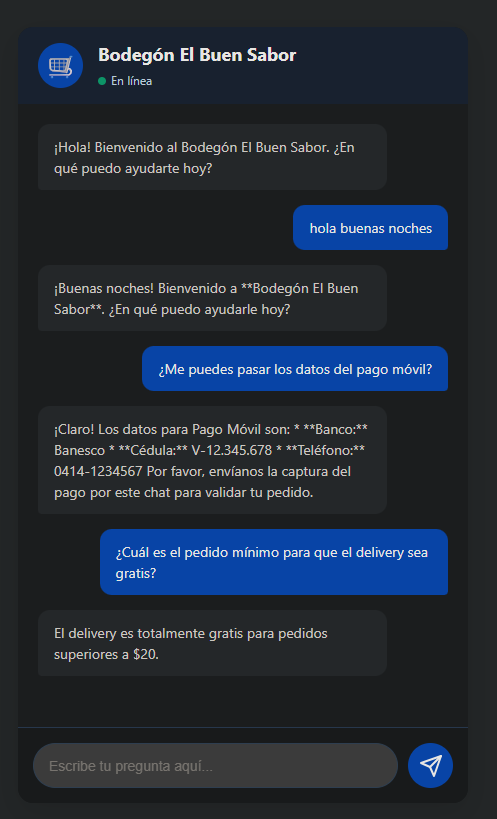 Bodegón El Buen Sabor
En línea
¡Hola! Bienvenido al Bodegón El Buen Sabor. ¿En
qué puedo ayudarte hoy?
hola buenas noches
¡Buenas noches! Bienvenido a **Bodegón El Buen
Sabor**. ¿En qué puedo ayudarle hoy?
¿Me puedes pasar los datos del pago móvil?
¡Claro! Los datos para Pago Móvil son: * **Banco:**
Banesco * **Cédula:** V-12.345.678 * **Teléfono:**
0414-1234567 Por favor, envíanos la captura del
pago por este chat para validar tu pedido.
¿Cuál es el pedido mínimo para que el delivery sea
gratis?
El delivery es totalmente gratis para pedidos
superiores a $20.
Escribe tu pregunta aquí...